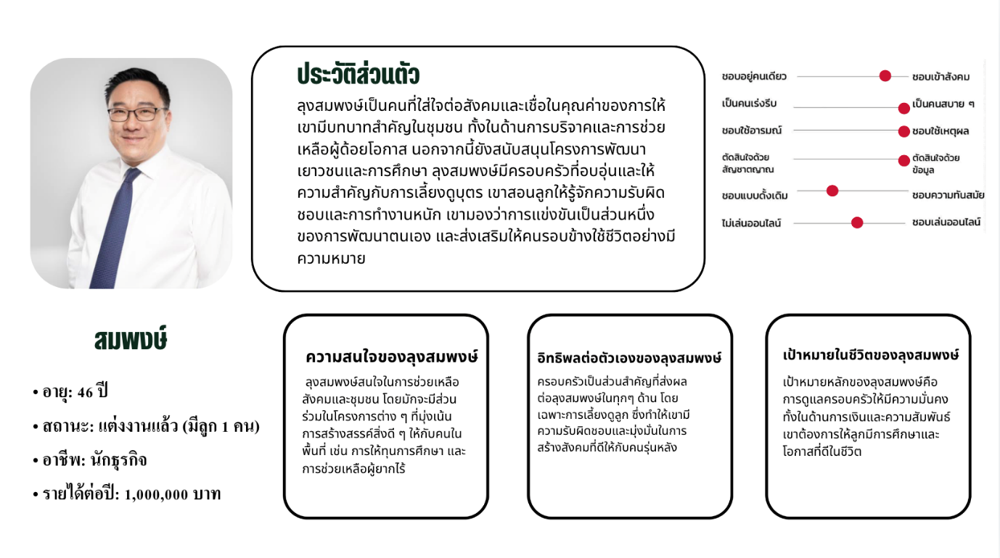 ประวัติส่วนตัว
ลุงสมพงษ์เป็นคนที่ใส่ใจต่อสังคมและเชื่อในคุณค่าของการให้
เขามีบทบาทสำคัญในชุมชน ทั้งในด้านการบริจาคและการช่วย
เหลือผู้ด้อยโอกาส นอกจากนี้ยังสนับสนุนโครงการพัฒนา
เยาวชนและการศึกษา ลุงสมพงษ์มีครอบครัวที่อบอุ่นและให้
ความสำคัญกับการเลี้ยงดูบุตร เขาสอนลูกให้รู้จักความรับผิด
ชอบและการทำงานหนัก เขามองว่าการแข่งขันเป็นส่วนหนึ่ง
ของการพัฒนาตนเอง และส่งเสริมให้คนรอบข้างใช้ชีวิตอย่างมี
ความหมาย
ชอบอยู่คนเดียว ชอบเข้าสังคม
เป็นคนเร่งรีบ เป็นคนสบาย ๆ
ชอบใช้อารมณ์ ชอบใช้เหตุผล
ตัดสินใจด้วย ตัดสินใจด้วย
สัญชาตญาณ ข้อมูล
ชอบแบบดั้งเดิม ชอบความทันสมัย
ไม่เล่นออนไลน์ ชอบเล่นออนไลน์
สมพงษ์
• อายุ: 46 ปี
• สถานะ: แต่งงานแล้ว (มีลูก 1 คน)
• อาชีพ: นักธุรกิจ
• รายได้ต่อปี: 1,000,000 บาท
ความสนใจของลุงสมพงษ์
ลุงสมพงษ์สนใจในการช่วยเหลือ
สังคมและชุมชน โดยมักจะมีส่วน
ร่วมในโครงการต่าง ๆ ที่มุ่งเน้น
การสร้างสรรค์สิ่งดี ๆ ให้กับคนใน
พื้นที่ เช่น การให้ทุนการศึกษา และ
การช่วยเหลือผู้ยากไร้
อิทธิพลต่อตัวเองของลุงสมพงษ์
ครอบครัวเป็นส่วนสำคัญที่ส่งผล
ต่อลุงสมพงษ์ในทุกๆ ด้าน โดย
เฉพาะการเลี้ยงดูลูก ซึ่งทำให้เขามี
ความรับผิดชอบและมุ่งมั่นในการ
สร้างสังคมที่ดีให้กับคนรุ่นหลัง
เป้าหมายในชีวิตของลุงสมพงษ์
เป้าหมายหลักของลุงสมพงษ์คือ
การดูแลครอบครัวให้มีความมั่นคง
ทั้งในด้านการเงินและความสัมพันธ์
เขาต้องการให้ลูกมีการศึกษาและ
โอกาสที่ดีในชีวิต